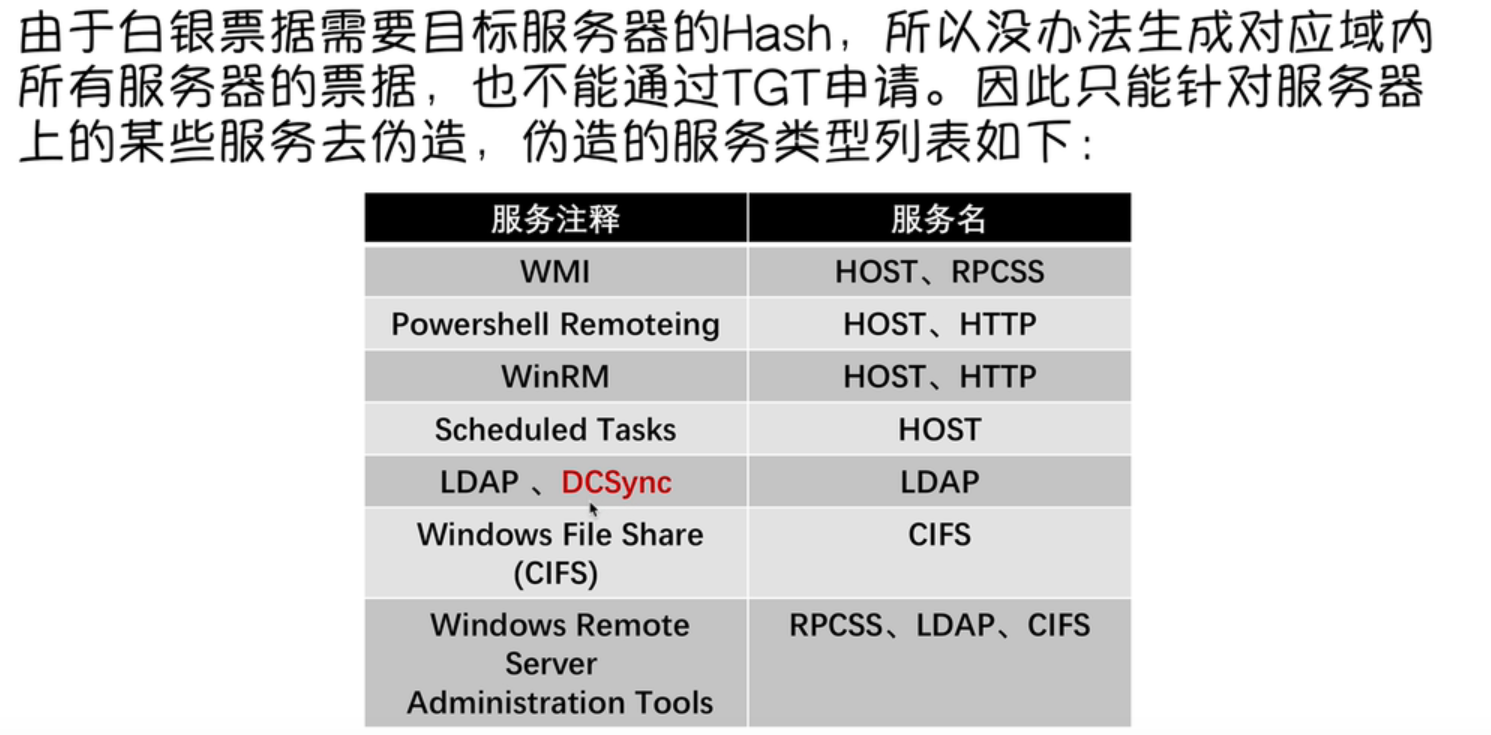 由于白银票据需要目标服务器的Hash，所以没办法生成对应域内
所有服务器的票据，也不能通过TGT申请。因此只能针对服务器
上的某些服务去伪造，伪造的服务类型列表如下：
服务注释 服务名
WMI HOST、RPCSS
Powershell Remoteing HOST、HTTP
WinRM HOST、HTTP
Scheduled Tasks HOST
LDAP 、DCSync LDAP
Windows File Share CIFS
(CIFS)
Windows Remote RPCSS、LDAP、CIFS
Server
Administration Tools